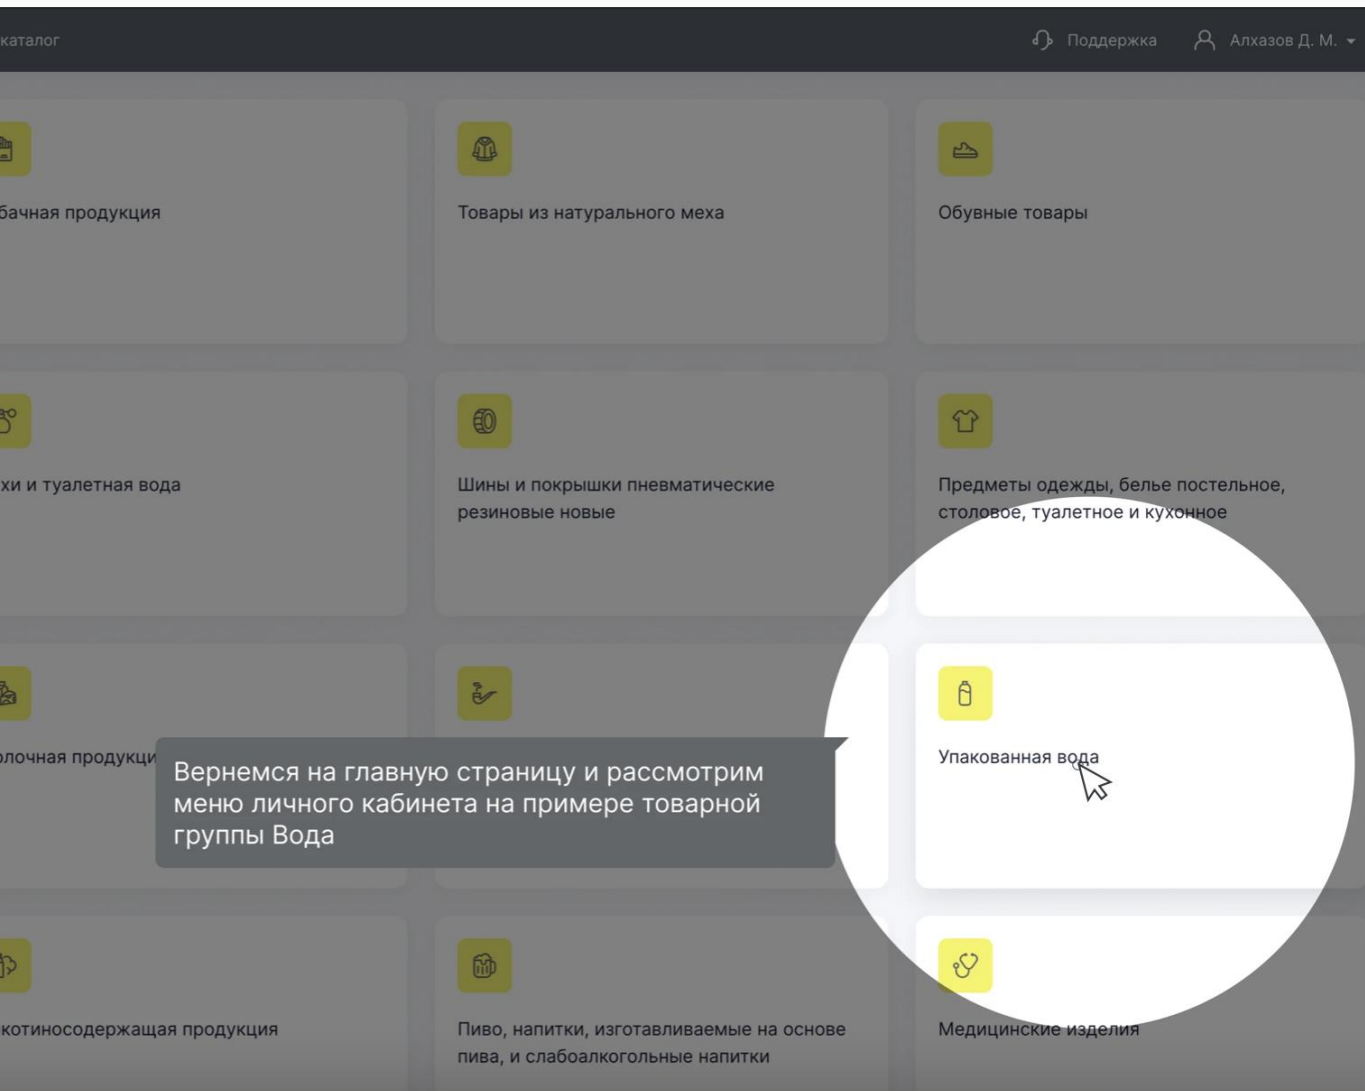 каталог
Поддержка
Алхазов Д. М.
бачная продукция
Товары из натурального меха
Обувные товары
хи и туалетная вода
Шины и покрышки пневматические
резиновые новые
Предметы одежды, белье постельное,
столовое, туалетное и кухонное
олочная продукци
Вернемся на главную страницу и рассмотрим
меню личного кабинета на примере товарной
группы Вода
Упакованная вода
котиносодержащая продукция
Пиво, напитки, изготавливаемые на основе
пива, и слабоалкогольные напитки
Медицинские изделия